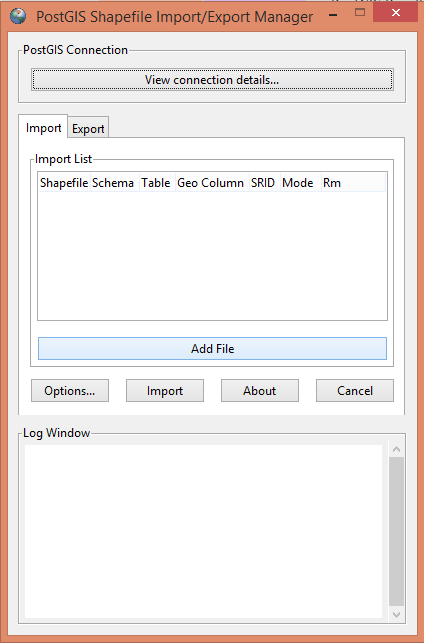 PostGIS Shapefile Import/Export Manager
PostGIS Connection
View connection details...
Import Export
Import List
Shapefile Schema Table Geo Column SRID Mode Rm
Add File
Options... Import About Cancel
Log Window